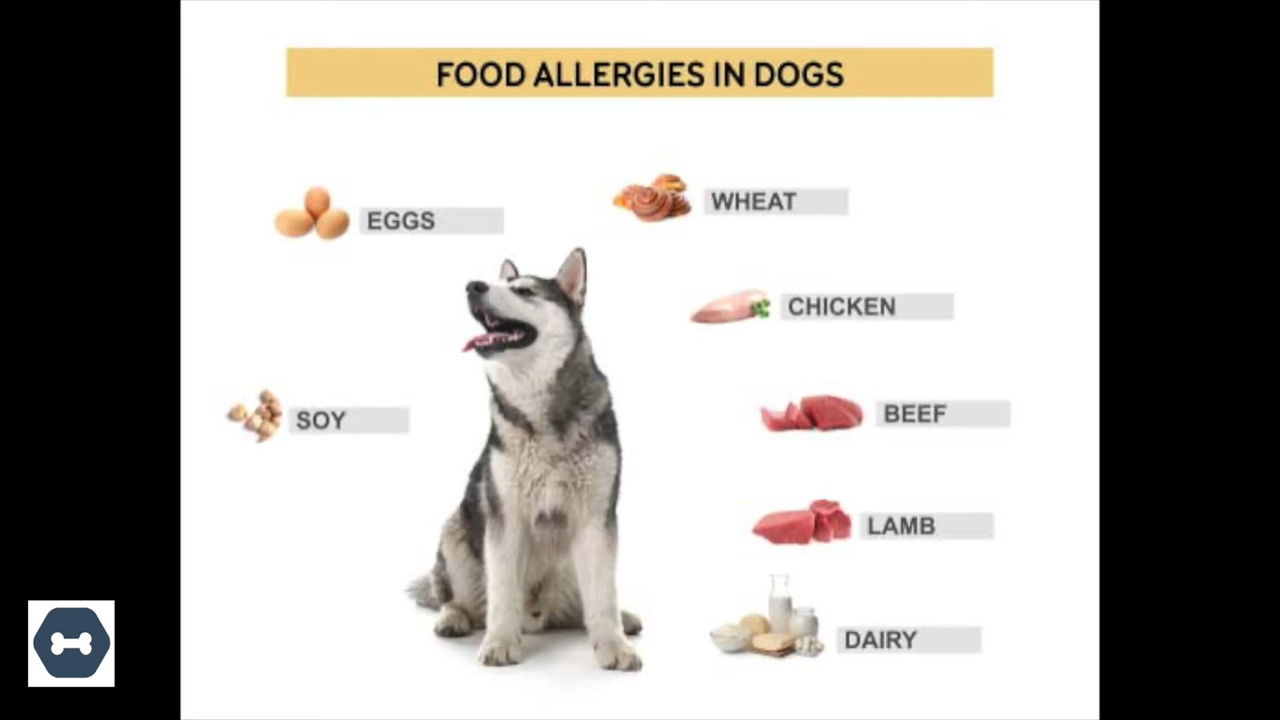 FOOD ALLERGIES IN DOGS
EGGS
WHEAT
CHICKEN
SOY
BEEF
LAMB
DAIRY